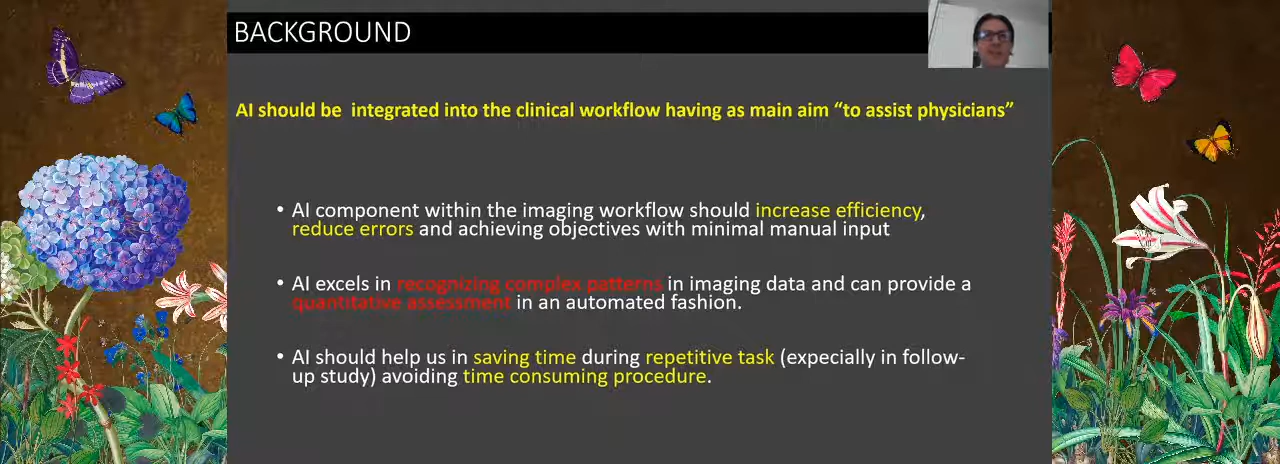 BACKGROUND
AI should be integrated into the clinical workflow having as main aim “to assist physicians”
• AI component within the imaging workflow should increase efficiency,
reduce errors and achieving objectives with minimal manual input
• AI excels in recognizing complex patterns in imaging data and can provide a
quantitative assessment in an automated fashion.
• AI should help us in saving time during repetitive task (expecially in follow-
up study) avoiding time consuming procedure.